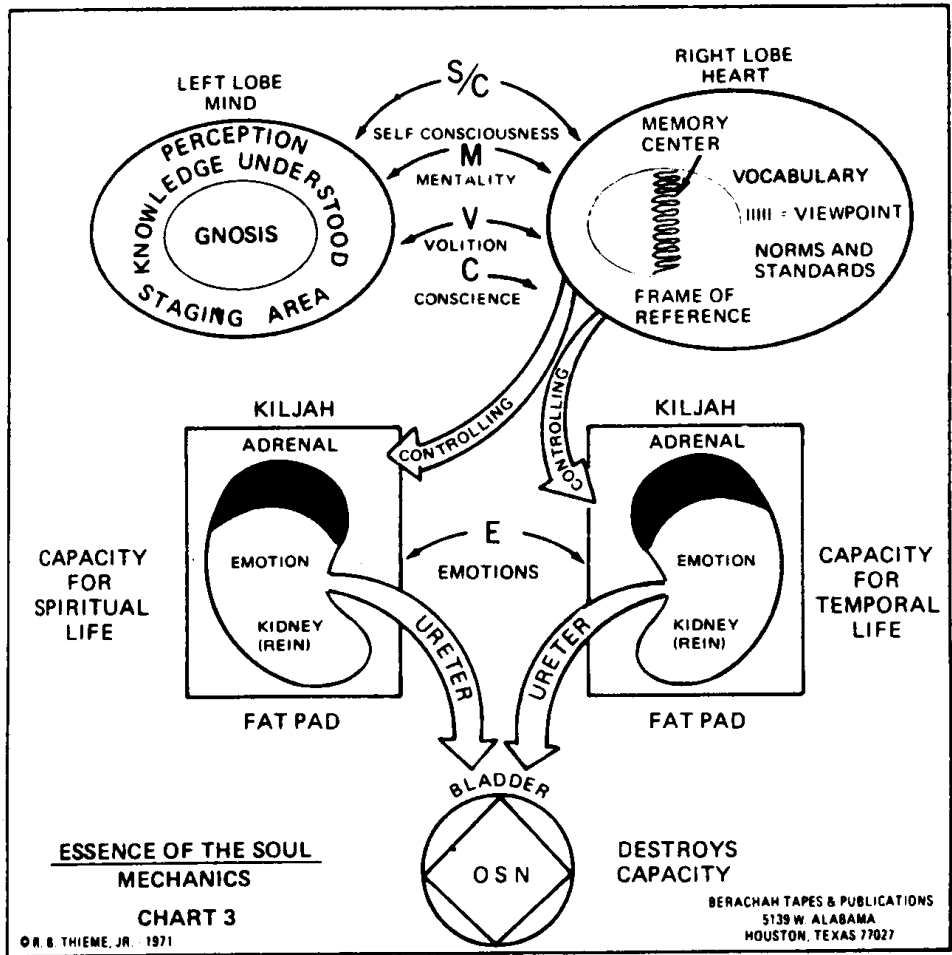 LEFT LOBE
MIND
PERCEPTION
KNOWLEDGE UNDERSTOOD
STAGING AREA
GNOSIS
S/C
SELF CONSCIOUSNESS
M
MENTALITY
V
VOLITION
C
CONSCIENCE
RIGHT LOBE
HEART
MEMORY
CENTER
VOCABULARY
= VIEWPOINT
NORMS AND
STANDARDS
FRAME OF
REFERENCE
CONTROLLING
CONTROLLING
KILJAH
ADRENAL
EMOTION
KIDNEY
(REIN)
FAT PAD
CAPACITY
FOR
SPIRITUAL
LIFE
E
EMOTIONS
KILJAH
ADRENAL
EMOTION
KIDNEY
(REIN)
FAT PAD
CAPACITY
FOR
TEMPORAL
LIFE
URETER
URETER
BLADDER
OSN
DESTROYS
CAPACITY
ESSENCE OF THE SOUL
MECHANICS
CHART 3
© R. B. THIEME, JR. - 1971
BERACHAH TAPES & PUBLICATIONS
5139 W. ALABAMA
HOUSTON, TEXAS 77027